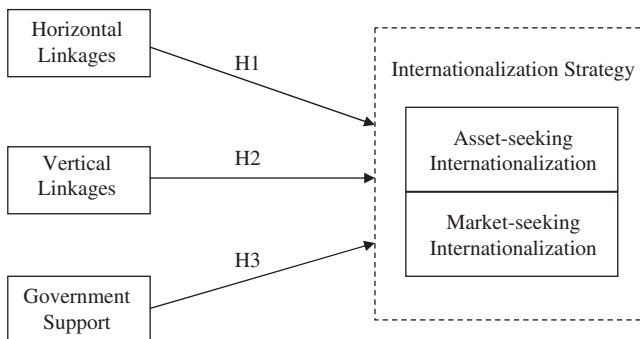 Horizontal
Linkages
H1
Internationalization Strategy
Asset-seeking
Internationalization
Vertical
Linkages
H2
Market-seeking
Internationalization
H3
Government
Support